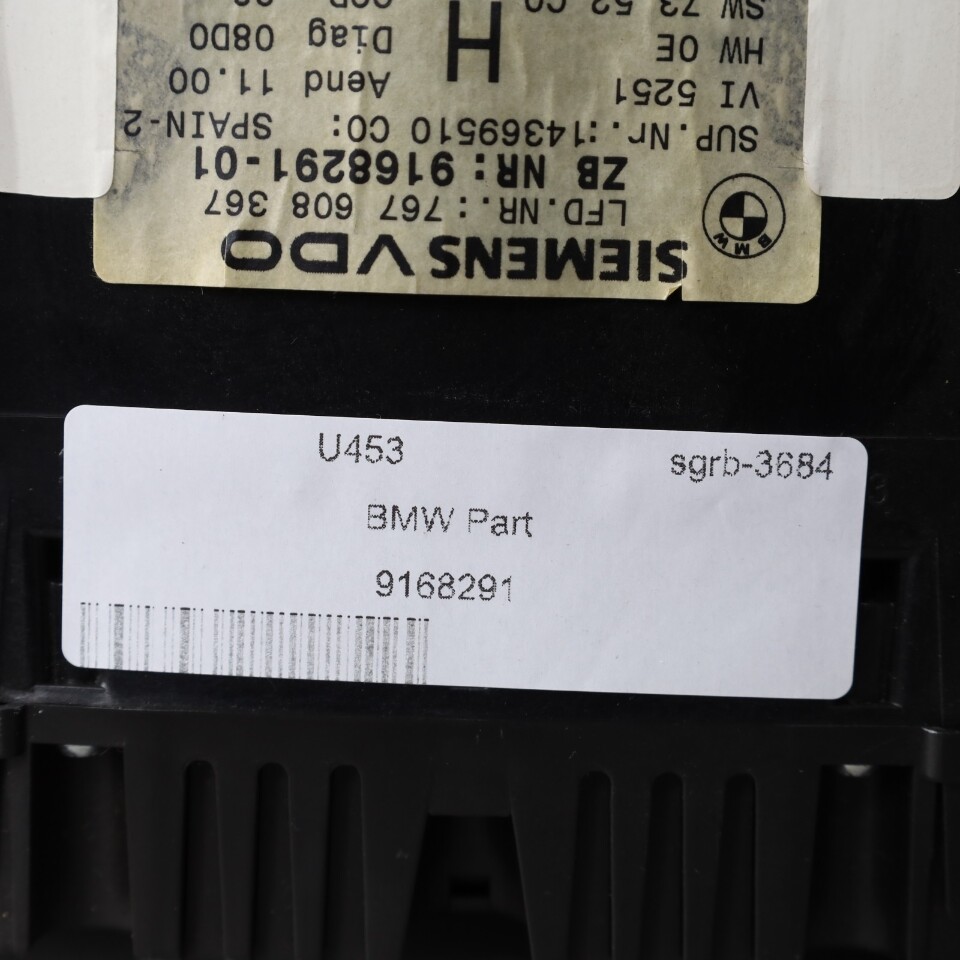 BMW
SIEMENS VDO
LFD.NR.:767 608 367
ZB NR:9168291-01
SUP.Nr.:14369510 CO: SPAIN-2
VI 5251 Aend 11.00
HW 0E H Diag 08D0
SW 73 52 C0
U453 sgrb-3684
BMW Part
9168291